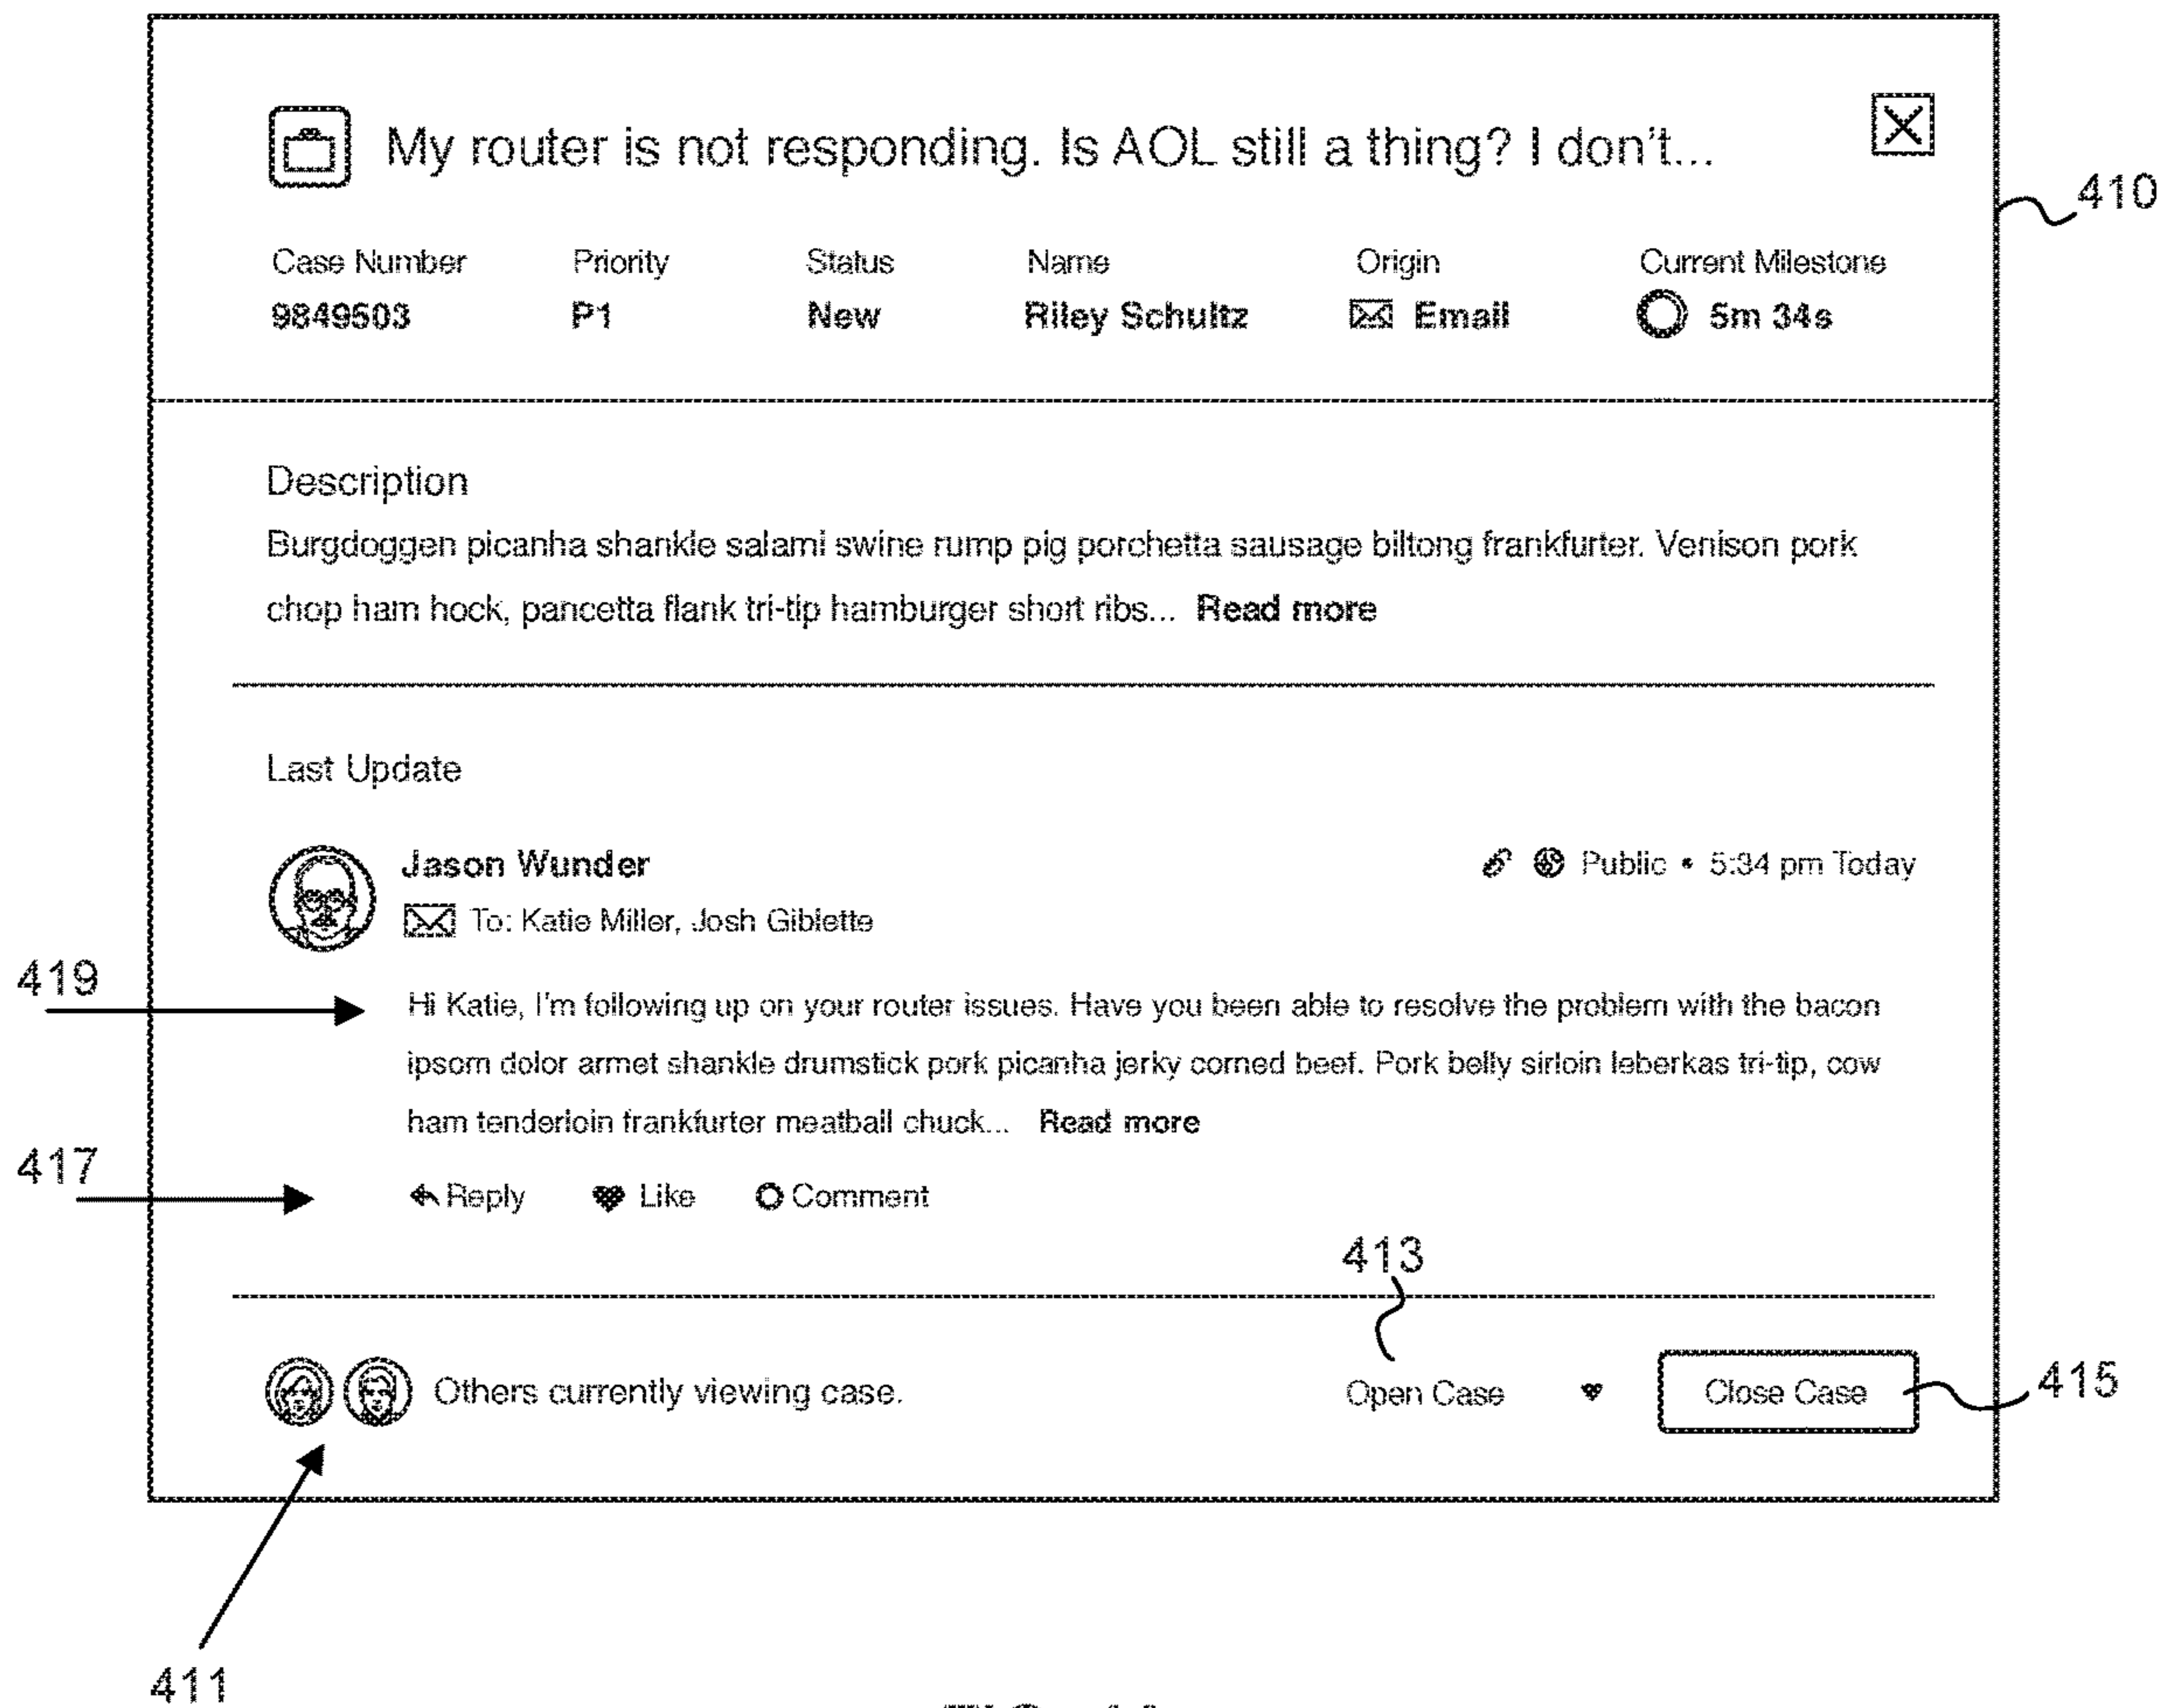 My router is not responding. Is AOL still a thing? I don't...
410
Case Number Priority Status Name Origin Current Milestone
9849503 P1 New Riley Schultz Email 5m 34s
Description
Burgdoggen picanha shankle salami swine rump pig porchetta sausage biltong frankfurter. Venison pork
chop ham hock, pancetta flank tri-tip hamburger short ribs... Read more
Last Update
Jason Wunder Public • 5:34 pm Today
To: Katie Miller, Josh Giblette
419
Hi Katie, I'm following up on your router issues. Have you been able to resolve the problem with the bacon
ipsom dolor armet shankle drumstick pork picanha jerky corned beef. Pork belly sirloin leberkas tri-tip, cow
ham tenderloin frankfurter meatball chuck... Read more
417
Reply Like Comment
413
Others currently viewing case. Open Case Close Case 415
411